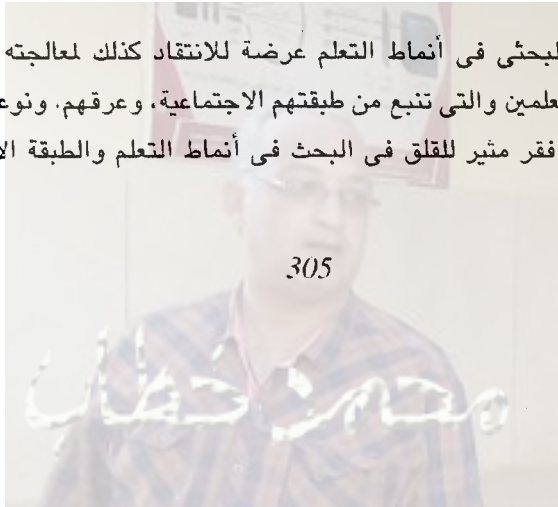 لبحثى فى أنماط التعلم عرضة للانتقاد كذلك لمعالجته
علمين والتى تنبع من طبقتهم الاجتماعية، وعرقهم. ونوع
فقر مثير للقلق فى البحث فى أنماط التعلم والطبقة الا
305
محمد خطاب